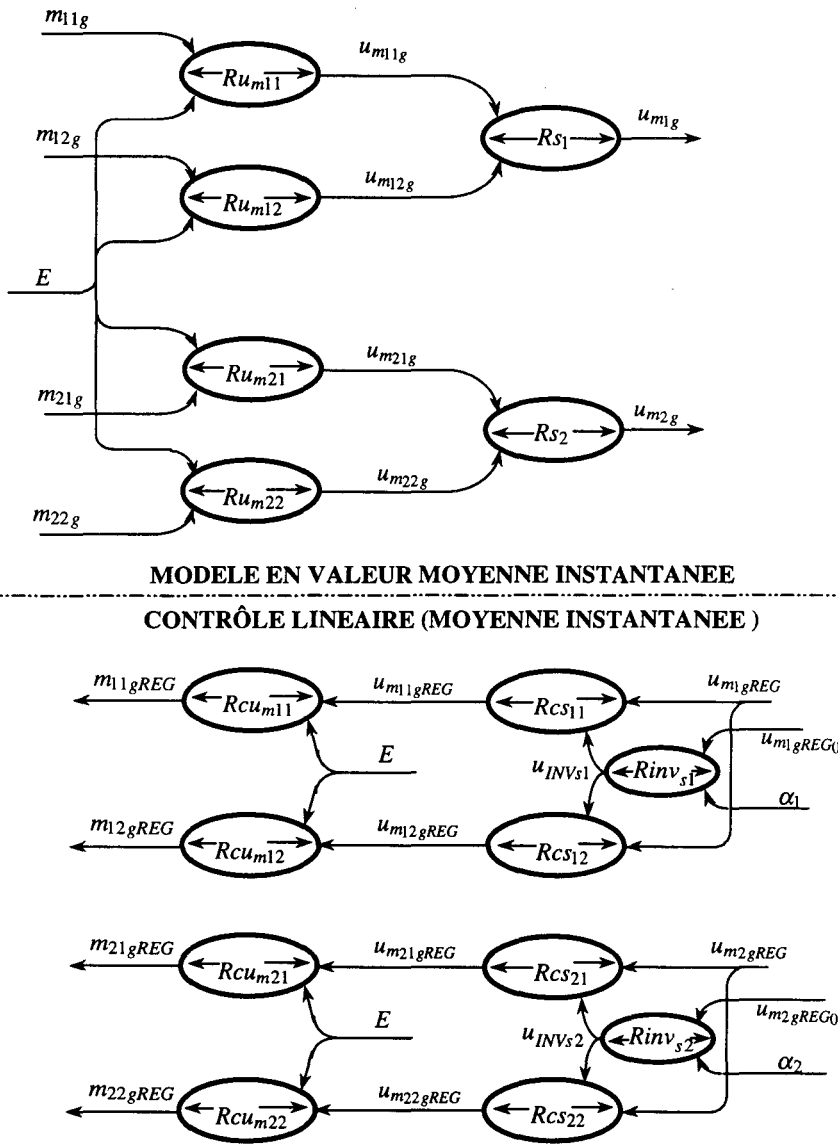 m11g
Rum11
um11g
Rs1
um1g
m12g
Rum12
um12g
E
Rum21
um21g
m21g
Rs2
um2g
Rum22
um22g
m22g
MODELE EN VALEUR MOYENNE INSTANTANEE
CONTRÔLE LINEAIRE (MOYENNE INSTANTANEE )
m11gREG
Rcum11
um11gREG
Rcs11
um1gREG
um1gREG0
E
uINVs1
Rinvs1
α1
m12gREG
Rcum12
um12gREG
Rcs12
m21gREG
Rcum21
um21gREG
Rcs21
um2gREG
um2gREG0
E
uINVs2
Rinvs2
α2
m22gREG
Rcum22
um22gREG
Rcs22